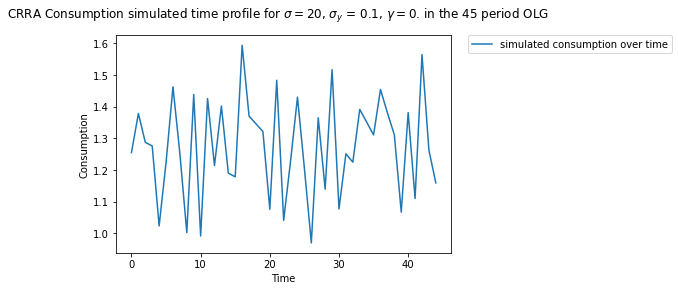 CRRA Consumption simulated time profile for σ = 20, σy = 0.1, γ = 0. in the 45 period OLG
simulated consumption over time
1.6
1.5
1.4
1.3
1.2
1.1
1.0
Consumption
0 10 20 30 40
Time